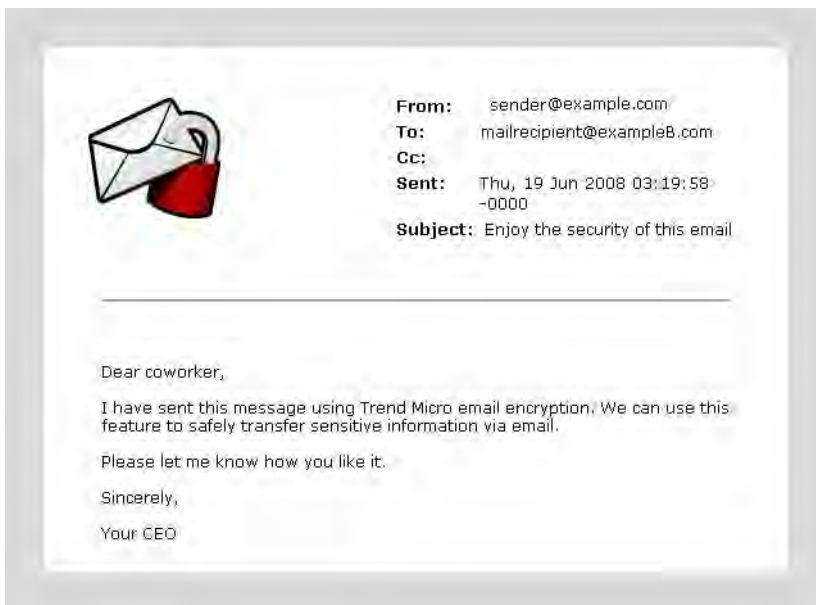 From: sender@example.com
To: mailrecipient@exampleB.com
Cc:
Sent: Thu, 19 Jun 2008 03:19:58
-0000
Subject: Enjoy the security of this email
Dear coworker,
I have sent this message using Trend Micro email encryption. We can use this
feature to safely transfer sensitive information via email.
Please let me know how you like it.
Sincerely,
Your CEO